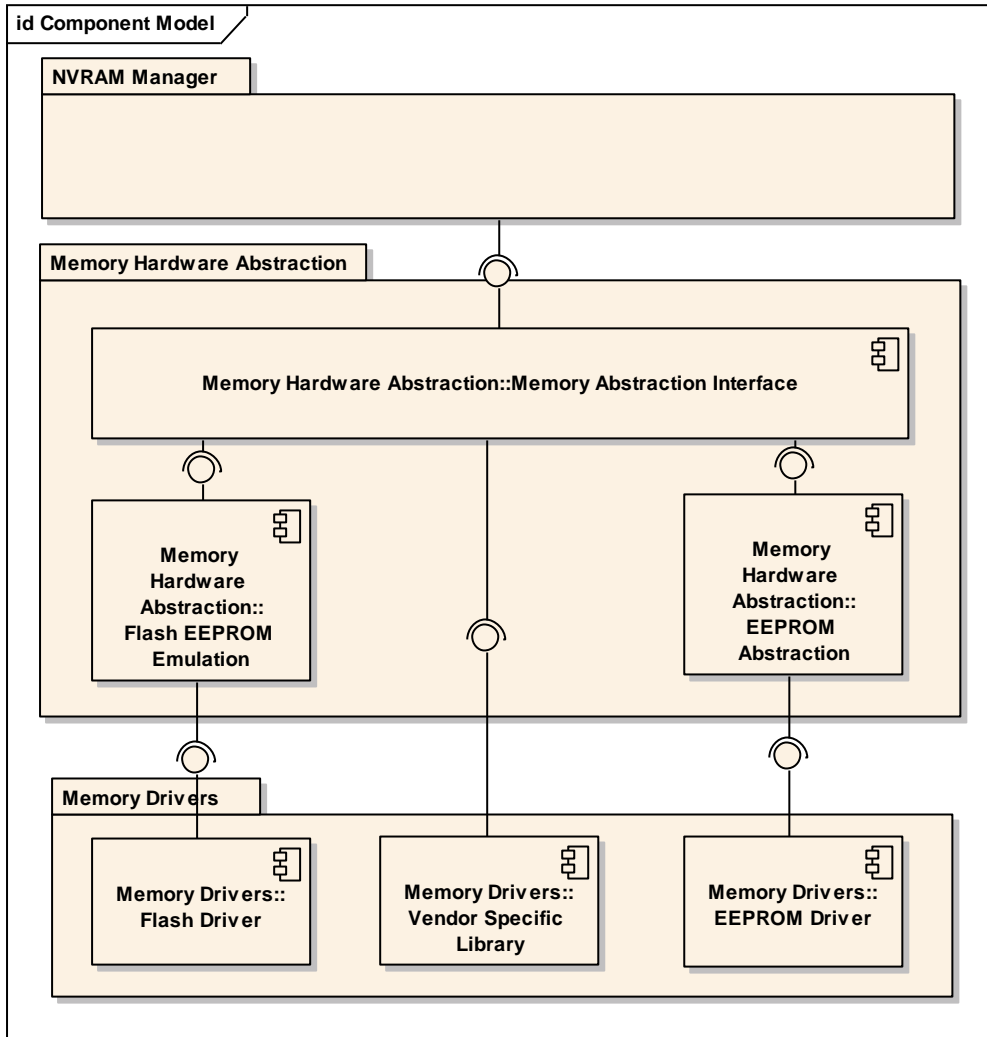 id Component Model
NVRAM Manager
Memory Hardware Abstraction
Memory Hardware Abstraction::Memory Abstraction Interface
Memory
Hardware
Abstraction::
Flash EEPROM
Emulation
Memory
Hardware
Abstraction::
EEPROM
Abstraction
Memory Drivers
Memory Drivers::
Flash Driver
Memory Drivers::
Vendor Specific
Library
Memory Drivers::
EEPROM Driver